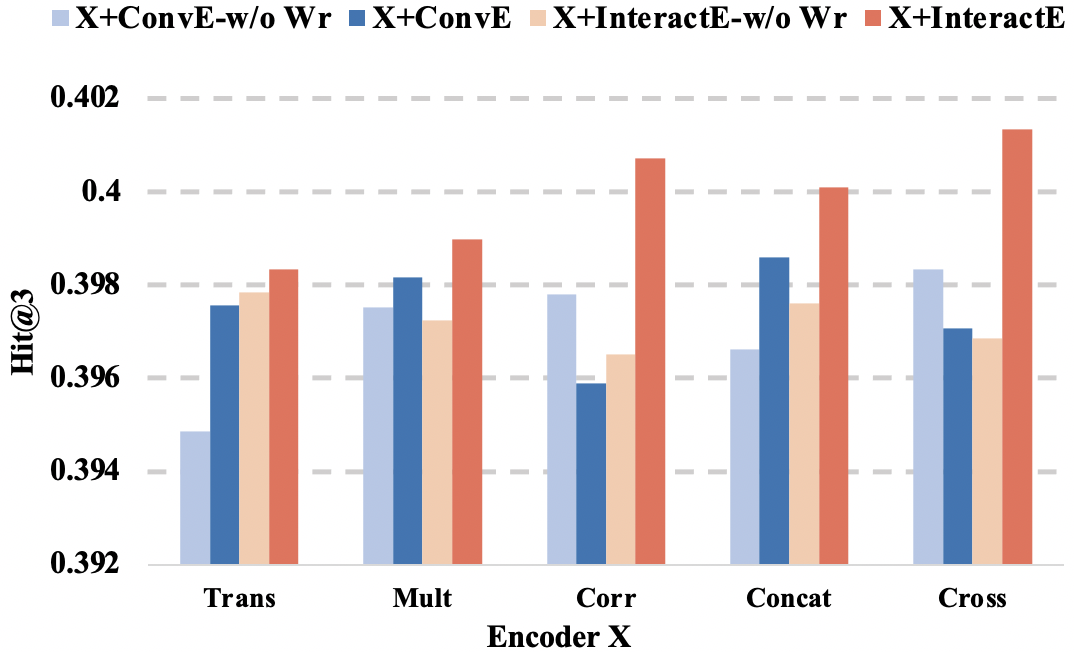 X+ConvE-w/o Wr X+ConvE X+InteractE-w/o Wr X+InteractE
0.402
0.4
0.398
0.396
0.394
0.392
Hit@3
Trans Mult Corr Concat Cross
Encoder X